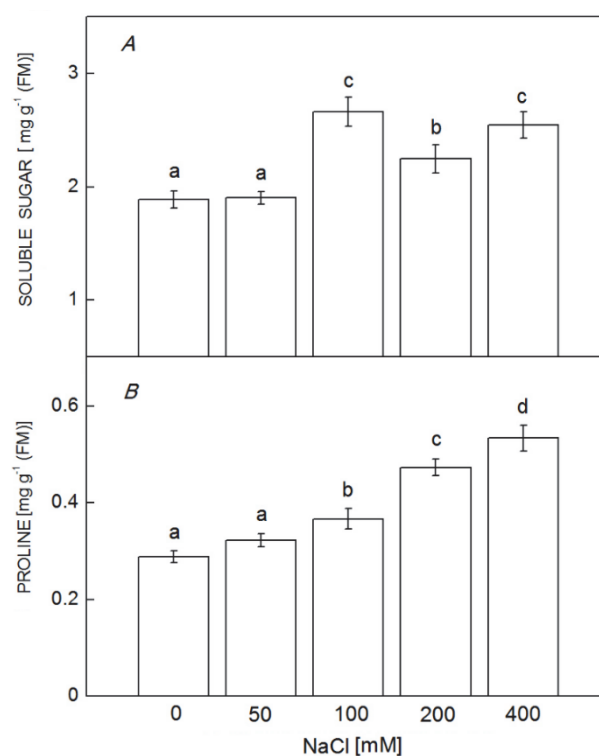 A
SOLUBLE SUGAR [ mg g⁻¹ (FM)]
3
2
1
a
a
c
b
c
B
PROLINE [mg g⁻¹ (FM)]
0.6
0.4
0.2
0
a
a
b
c
d
0 50 100 200 400
NaCl [mM]